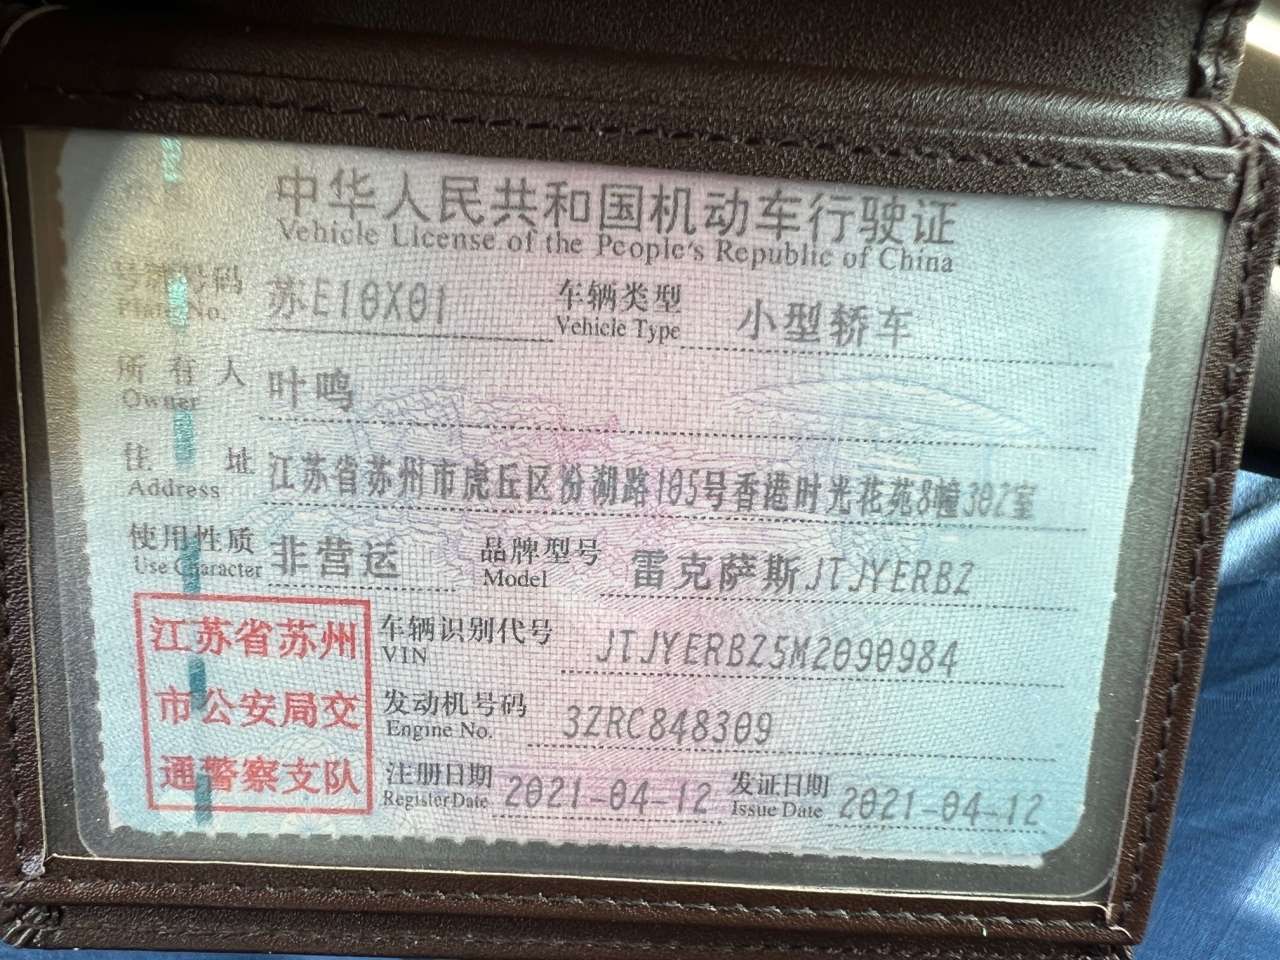 中华人民共和国机动车行驶证
Vehicle License of the People's Republic of China
号牌号码 苏E10X01 车辆类型 小型轿车
Plate No. Vehicle Type
所有人 叶鸣
Owner
住址 江苏省苏州市虎丘区汾湖路105号香港时光花苑8幢302室
Address
使用性质 非营运 品牌型号 雷克萨斯JTJYERBZ
Use Character Model
江苏省苏州 车辆识别代号 JTJYERBZ5M2090984
VIN
市公安局交 发动机号码 3ZRC848309
Engine No.
通警察支队 注册日期 2021-04-12 发证日期 2021-04-12
Register Date Issue Date